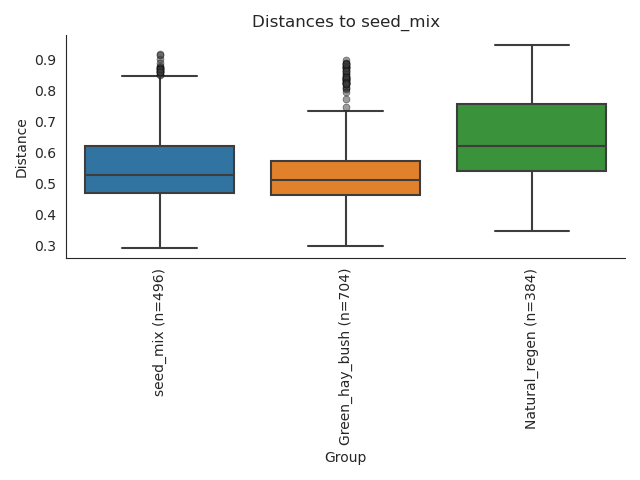 Distances to seed_mix
Distance
0.9
0.8
0.7
0.6
0.5
0.4
0.3
seed_mix (n=496)
Green_hay_bush (n=704)
Natural_regen (n=384)
Group